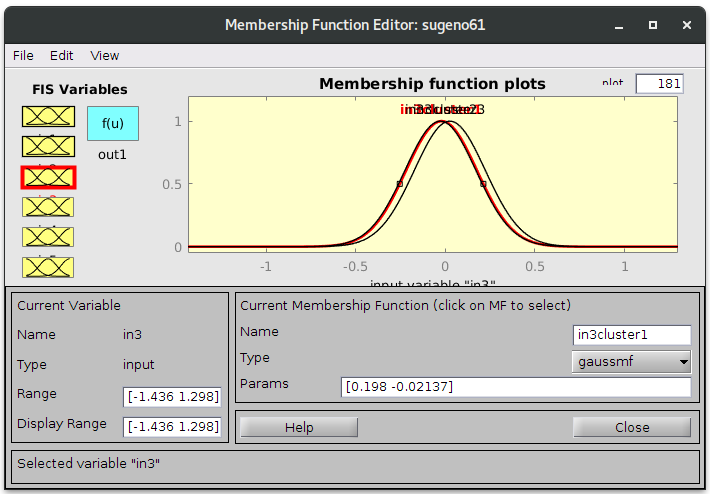 Membership Function Editor: sugeno61
File Edit View
FIS Variables
f(u)
out1
Membership function plots
plot
181
1
0.5
0
-1 -0.5 0 0.5 1
input variable "in3"
Current Variable
Name in3
Type input
Range [-1.436 1.298]
Display Range [-1.436 1.298]
Current Membership Function (click on MF to select)
Name in3cluster1
Type gaussmf
Params [0.198 -0.02137]
Help Close
Selected variable "in3"